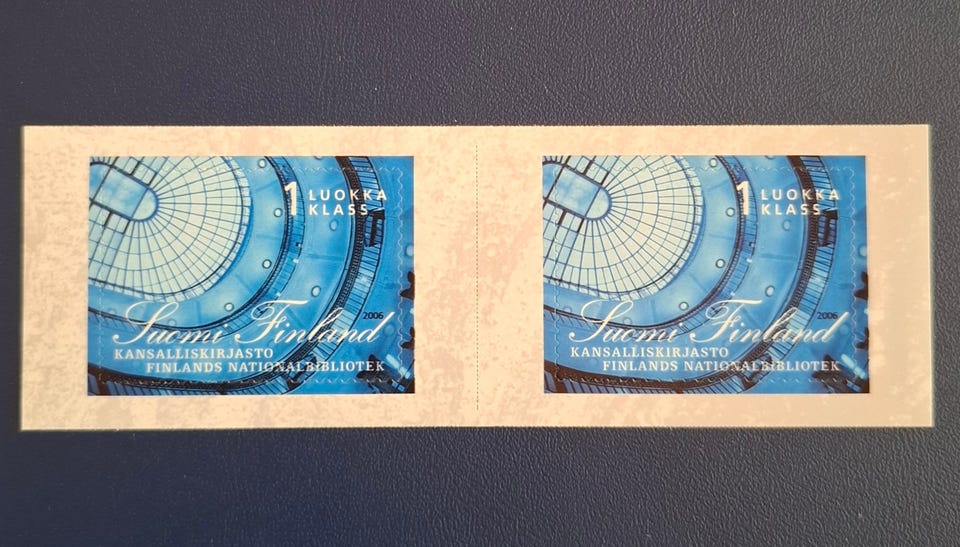 1 LUOKKA
KLASS
2006
Suomi Finland
KANSALLISKIRJASTO
FINLANDS NATIONALBIBLIOTEK
1 LUOKKA
KLASS
2006
Suomi Finland
KANSALLISKIRJASTO
FINLANDS NATIONALBIBLIOTEK